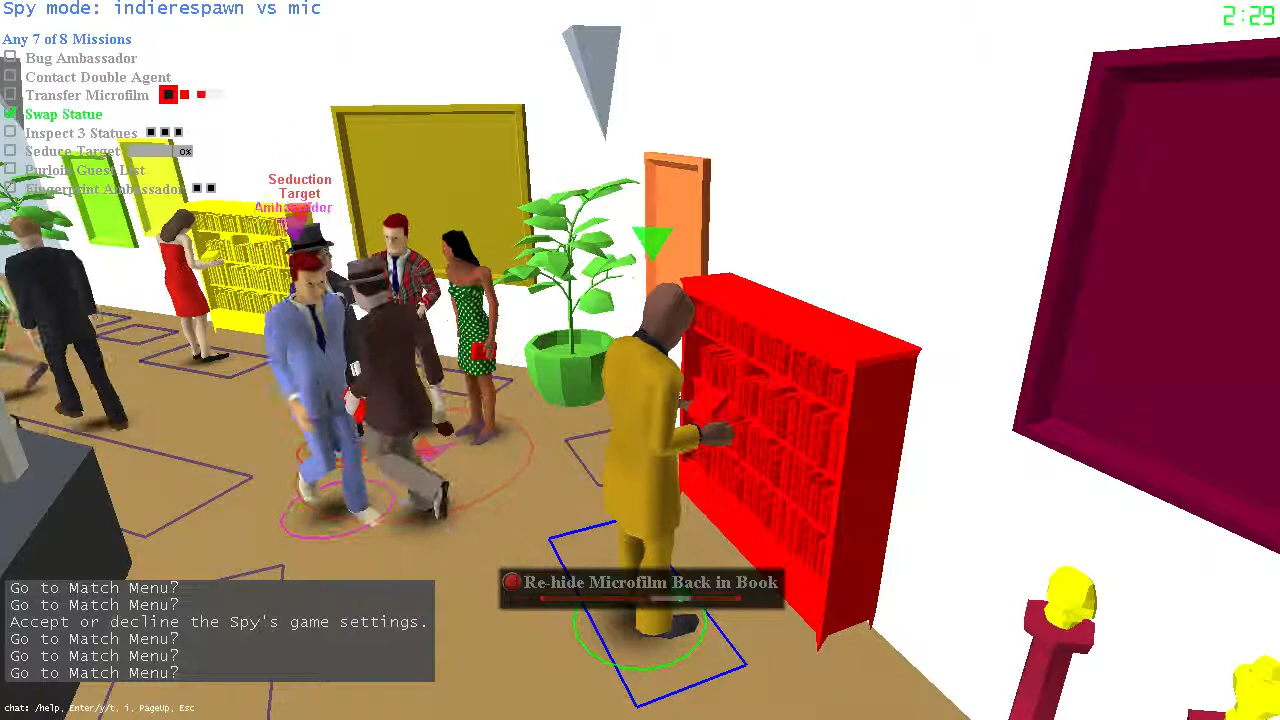 Spy mode: indierespawn vs mic
2:29
Any 7 of 8 Missions
Bug Ambassador
Contact Double Agent
Transfer Microfilm
Swap Statue
Inspect 3 Statues
Seduce Target 0%
Purloin Guest List
Fingerprint Ambassador
Seduction
Target
Ambassador
Re-hide Microfilm Back in Book
Go to Match Menu?
Go to Match Menu?
Accept or decline the Spy's game settings.
Go to Match Menu?
Go to Match Menu?
Go to Match Menu?
chat: /help, Enter/y/t, i, PageUp, Esc